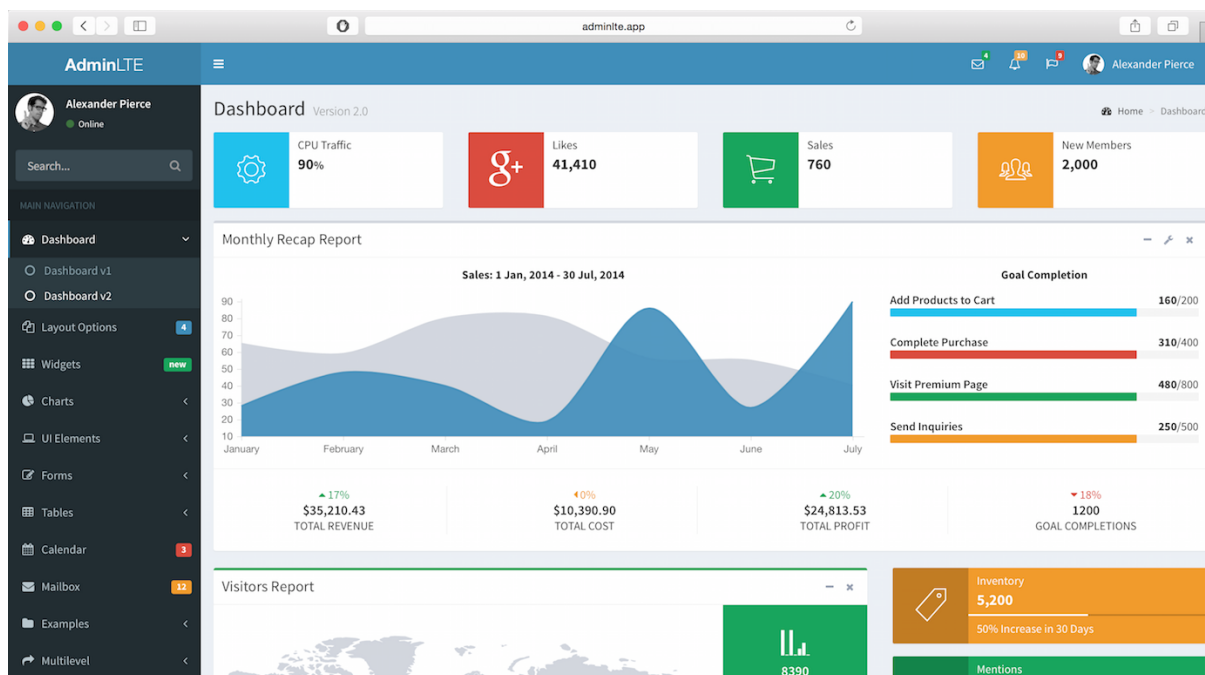 adminlte.app
AdminLTE
4
10
9
Alexander Pierce
Alexander Pierce
Online
Search...
MAIN NAVIGATION
Dashboard
Dashboard v1
Dashboard v2
Layout Options 4
Widgets new
Charts
UI Elements
Forms
Tables
Calendar 3
Mailbox 12
Examples
Multilevel
Dashboard Version 2.0
Home > Dashboard
CPU Traffic
90%
g+
Likes
41,410
Sales
760
New Members
2,000
Monthly Recap Report
Sales: 1 Jan, 2014 - 30 Jul, 2014
90
80
70
60
50
40
30
20
10
January February March April May June July
Goal Completion
Add Products to Cart 160/200
Complete Purchase 310/400
Visit Premium Page 480/800
Send Inquiries 250/500
17%
$35,210.43
TOTAL REVENUE
0%
$10,390.90
TOTAL COST
20%
$24,813.53
TOTAL PROFIT
18%
1200
GOAL COMPLETIONS
Visitors Report
8390
Inventory
5,200
50% Increase in 30 Days
Mentions